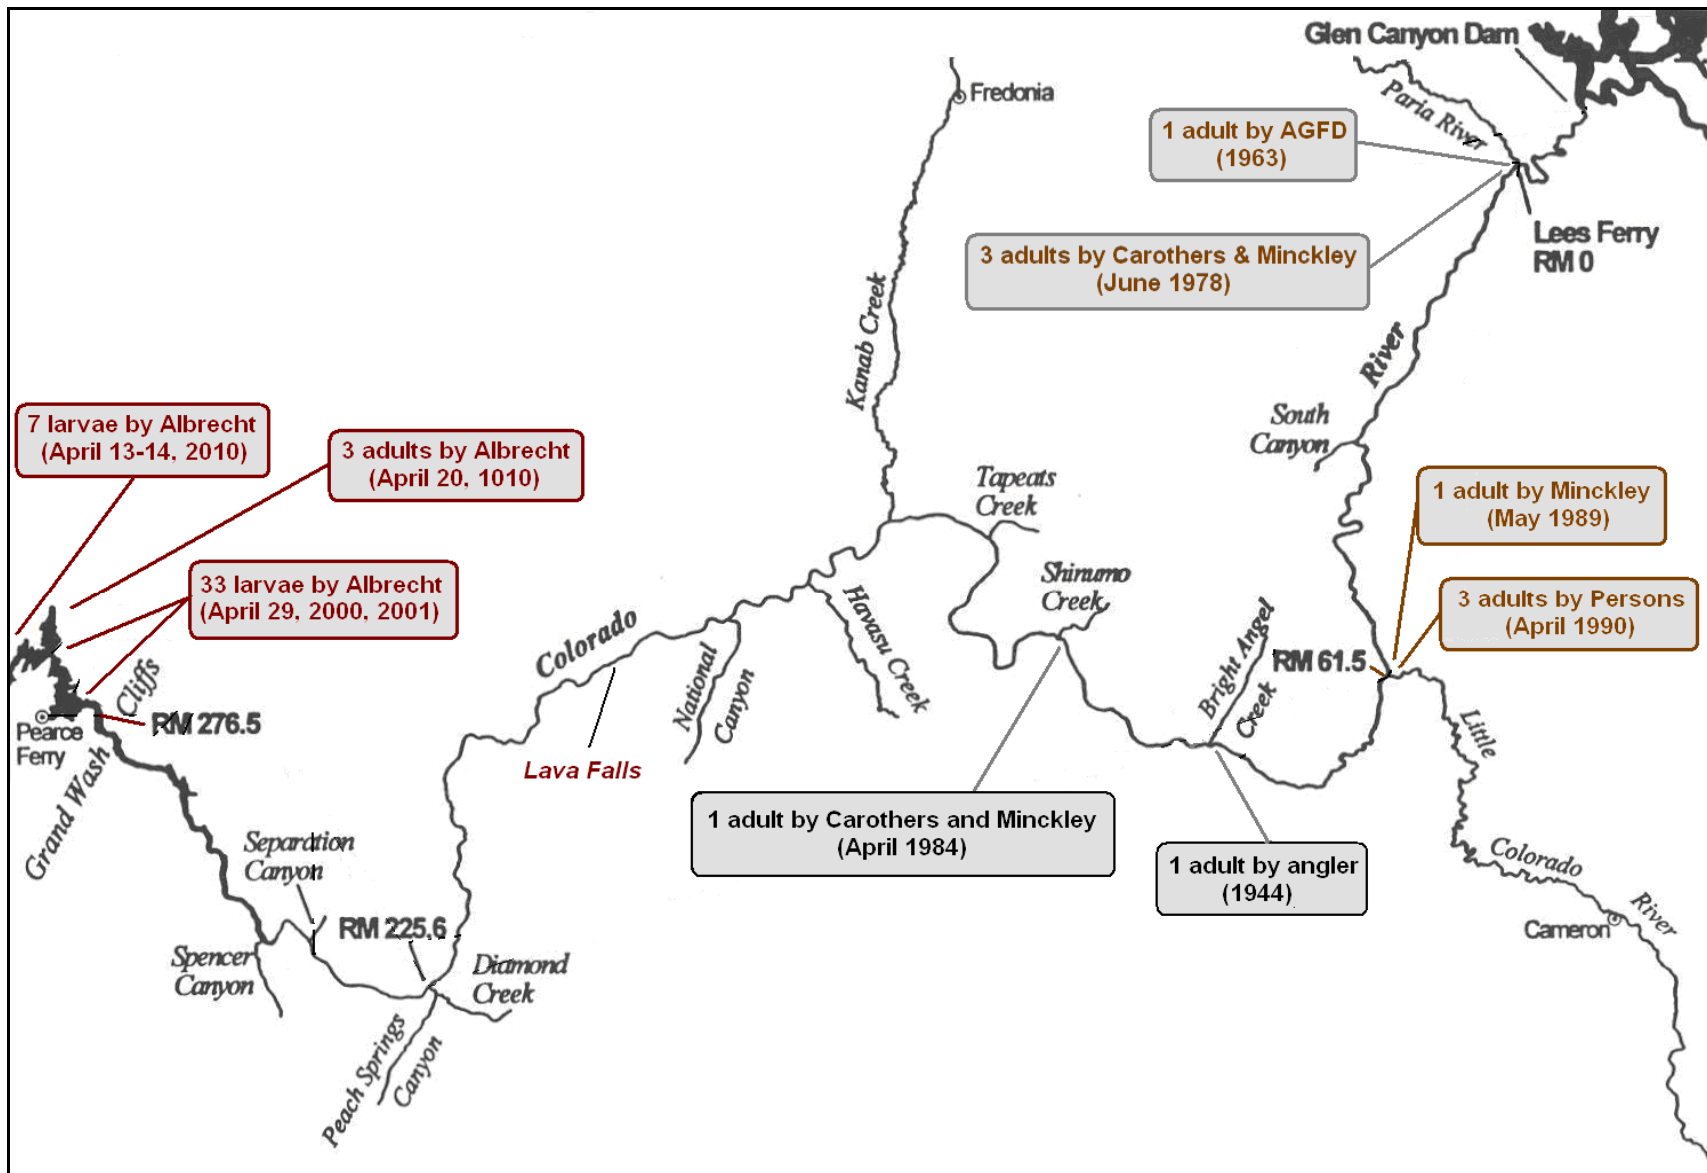 Glen Canyon Dam
Paria River
Fredonia
1 adult by AGFD
(1963)
3 adults by Carothers & Minckley
(June 1978)
Lees Ferry
RM 0
Kanab Creek
River
South
Canyon
7 larvae by Albrecht
(April 13-14, 2010)
3 adults by Albrecht
(April 20, 1010)
Tapeats
Creek
1 adult by Minckley
(May 1989)
33 larvae by Albrecht
(April 29, 2000, 2001)
Shinumo
Creek
3 adults by Persons
(April 1990)
Colorado
Havasu Creek
Bright Angel
Creek
RM 61.5
National
Canyon
Cliffs
Grand Wash
RM 276.5
Pearce
Ferry
Lava Falls
Little
Colorado
River
1 adult by Carothers and Minckley
(April 1984)
1 adult by angler
(1944)
Separation
Canyon
RM 225,6
Cameron
Spencer
Canyon
Diamond
Creek
Peach Springs
Canyon